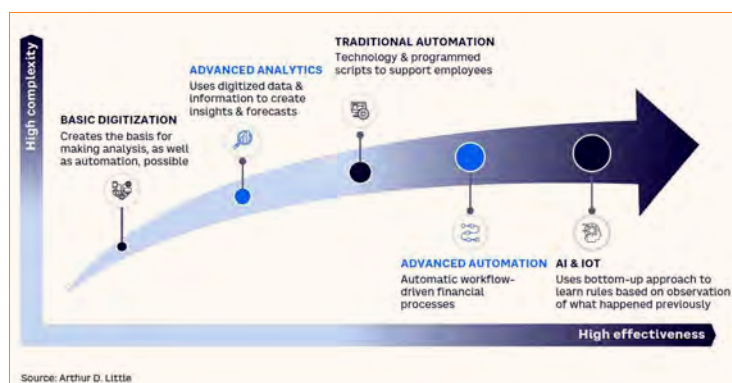 High complexity
BASIC DIGITIZATION
Creates the basis for
making analysis, as well
as automation, possible
ADVANCED ANALYTICS
Uses digitized data &
information to create
insights & forecasts
TRADITIONAL AUTOMATION
Technology & programmed
scripts to support employees
ADVANCED AUTOMATION
Automatic workflow-
driven financial
processes
AI & IOT
Uses bottom-up approach to
learn rules based on observation
of what happened previously
High effectiveness
Source: Arthur D. Little